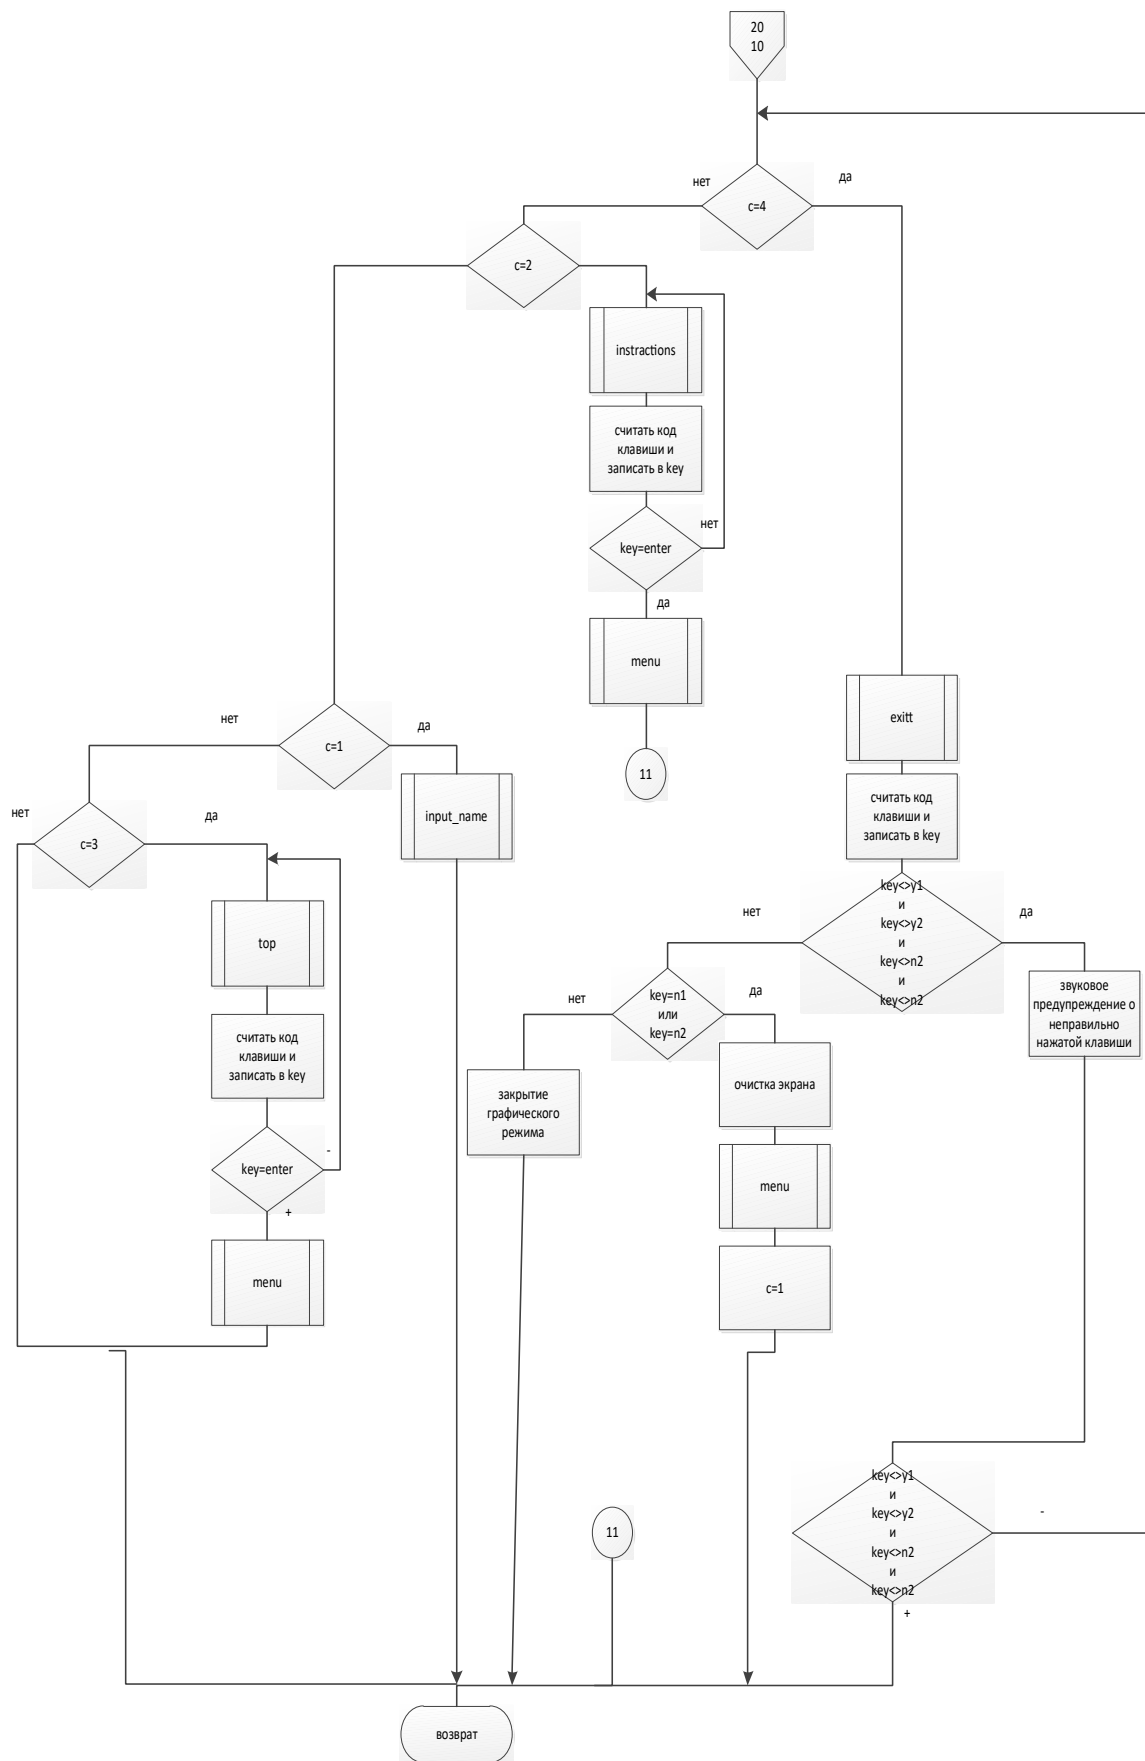 20
10
нет
да
c=4
c=2
instractions
считать код
клавиши и
записать в key
нет
key=enter
да
menu
11
нет
да
c=1
exitt
нет
да
c=3
input_name
считать код
клавиши и
записать в key
top
key<>y1
и
key<>y2
и
key<>n2
и
key<>n2
нет
да
считать код
клавиши и
записать в key
key=n1
или
key=n2
нет
да
звуковое
предупреждение о
неправильно
нажатой клавиши
закрытие
графического
режима
очистка экрана
key=enter
-
+
menu
menu
c=1
key<>y1
и
key<>y2
и
key<>n2
и
key<>n2
-
+
11
возврат